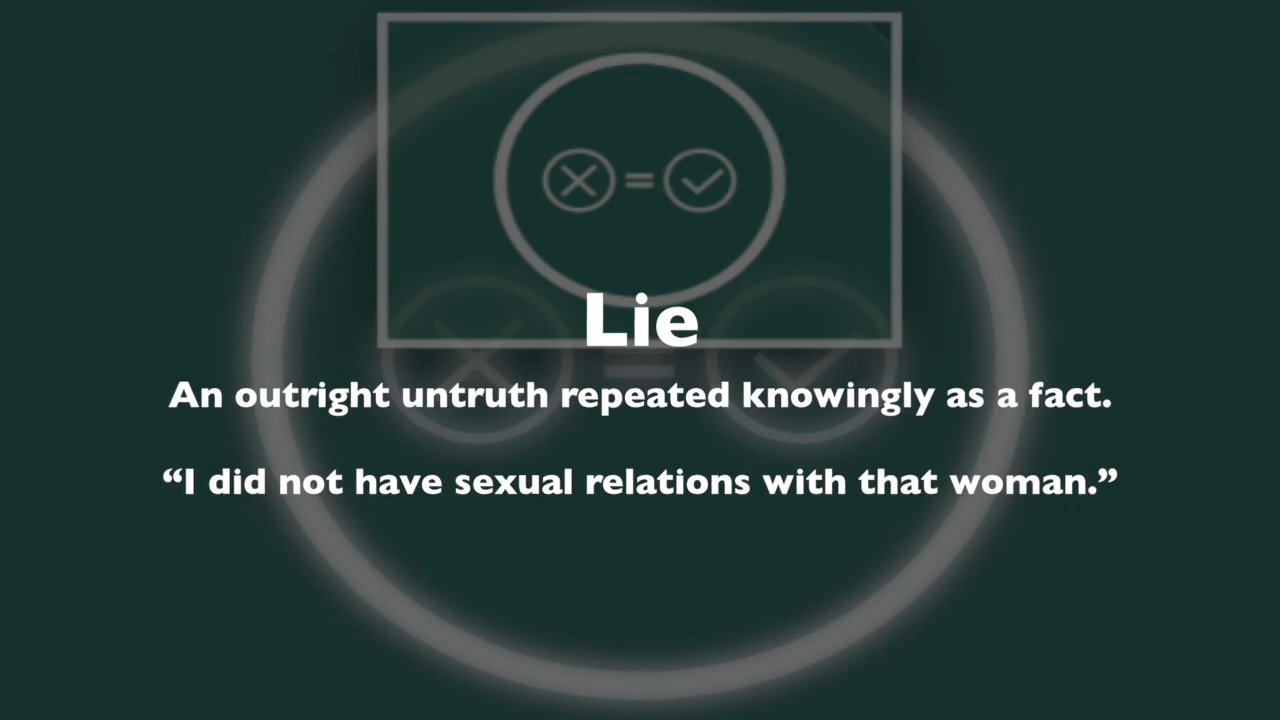 Lie
An outright untruth repeated knowingly as a fact.
“I did not have sexual relations with that woman.”